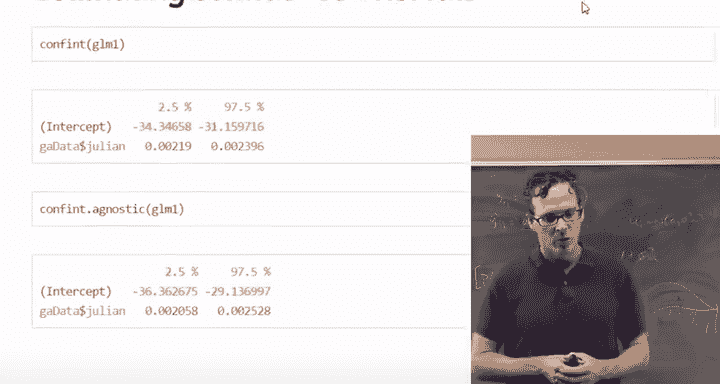 confint(glm1)
2.5 % 97.5 %
(Intercept) -34.34658 -31.159716
gaData$julian 0.00219 0.002396
confint.agnostic(glm1)
2.5 % 97.5 %
(Intercept) -36.362675 -29.136997
gaData$julian 0.002058 0.002528